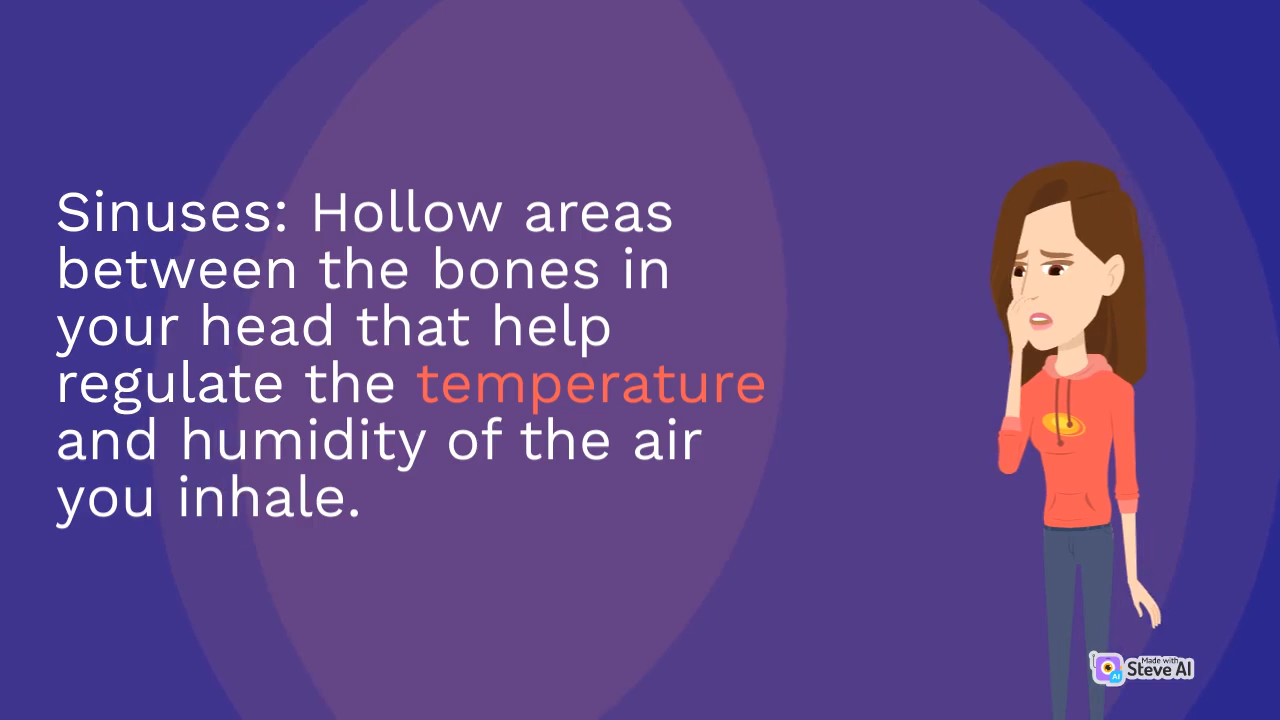 Sinuses: Hollow areas
between the bones in
your head that help
regulate the temperature
and humidity of the air
you inhale.
Made with
Steve AI
AI